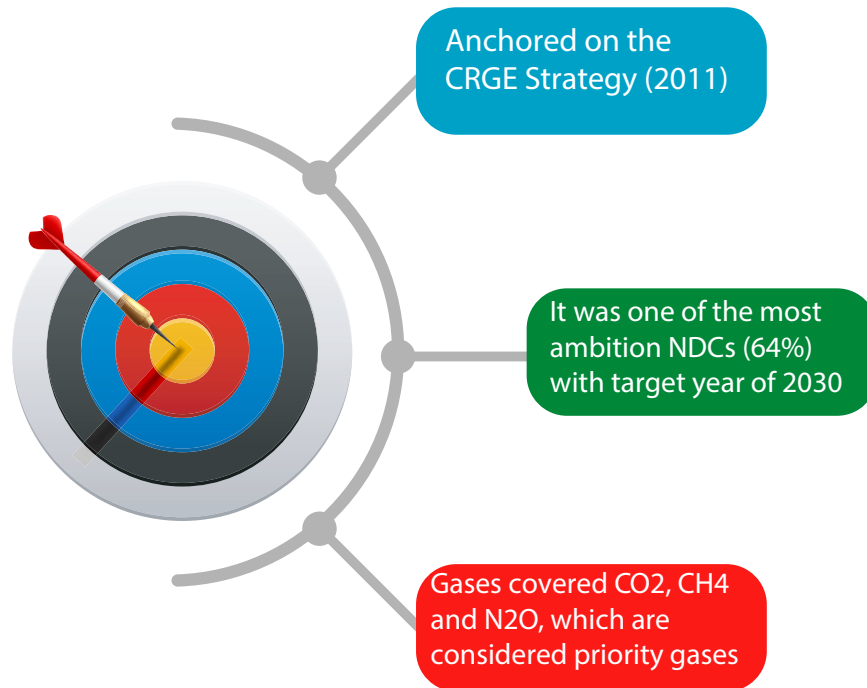 Anchored on the
CRGE Strategy (2011)
It was one of the most
ambition NDCs (64%)
with target year of 2030
Gases covered CO2, CH4
and N2O, which are
considered priority gases